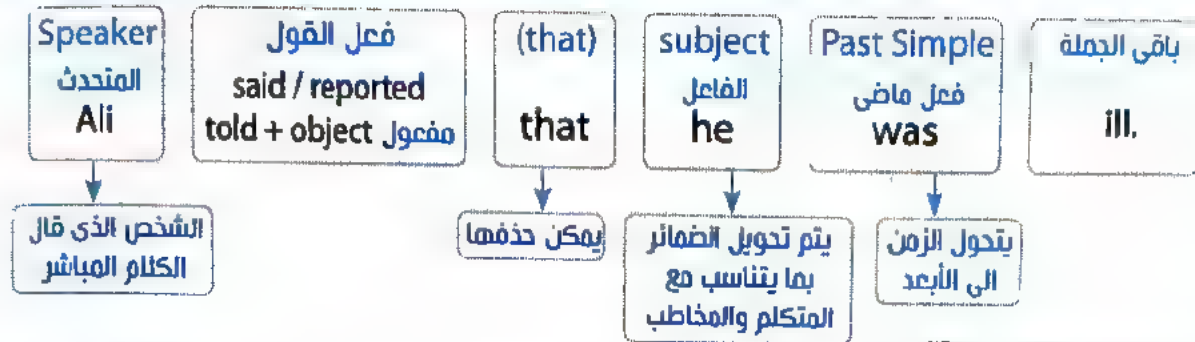 Speaker
المتحدث
Ali
فعل القول
said / reported
told + object مفعول
(that)
that
subject
الفاعل
he
Past Simple
فعل ماضى
was
باقى الجملة
ill.
الشخص الذى قال
الكلام المباشر
يمكن حذفها
يتم تحويل الضمائر
بما يتناسب مع
المتكلم والمخاطب
يتحول الزمن
الى الأبعد